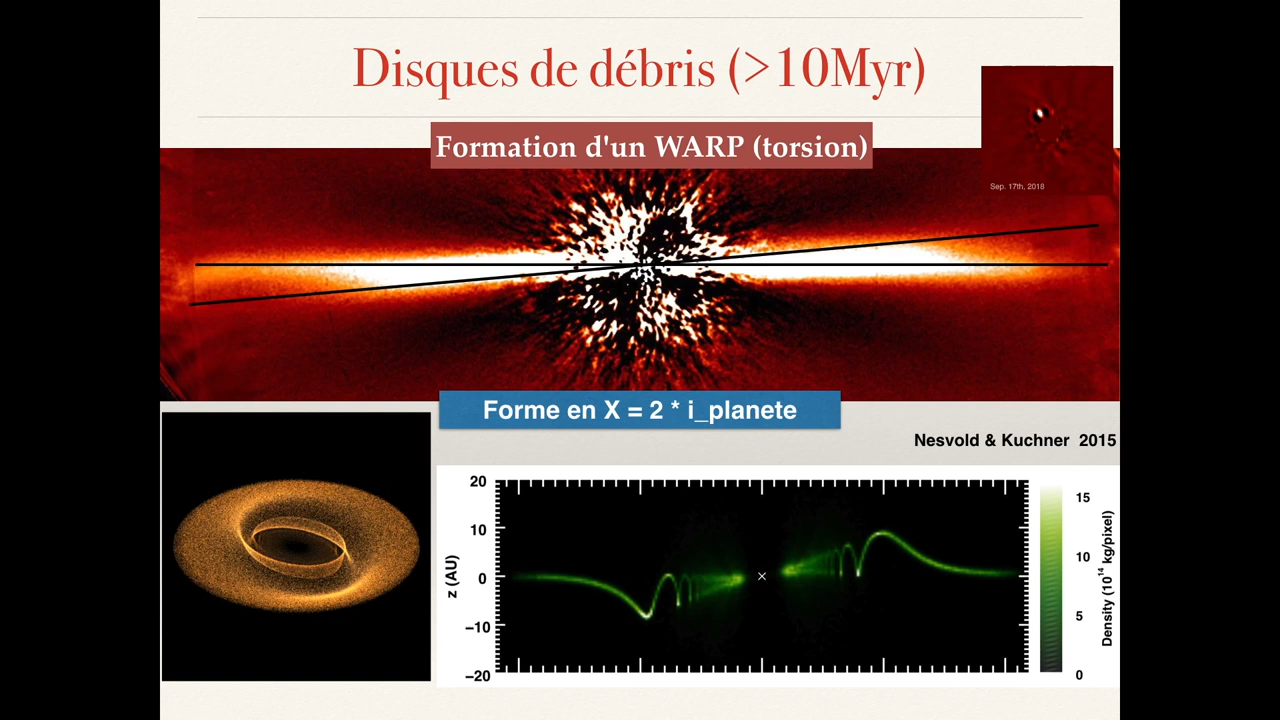 Disques de débris (>10Myr)
Formation d'un WARP (torsion)
Sep. 17th, 2018
Forme en X = 2 * i_planete
Nesvold & Kuchner 2015
20
10
0
−10
−20
z (AU)
15
10
5
0
Density (10¹⁴ kg/pixel)